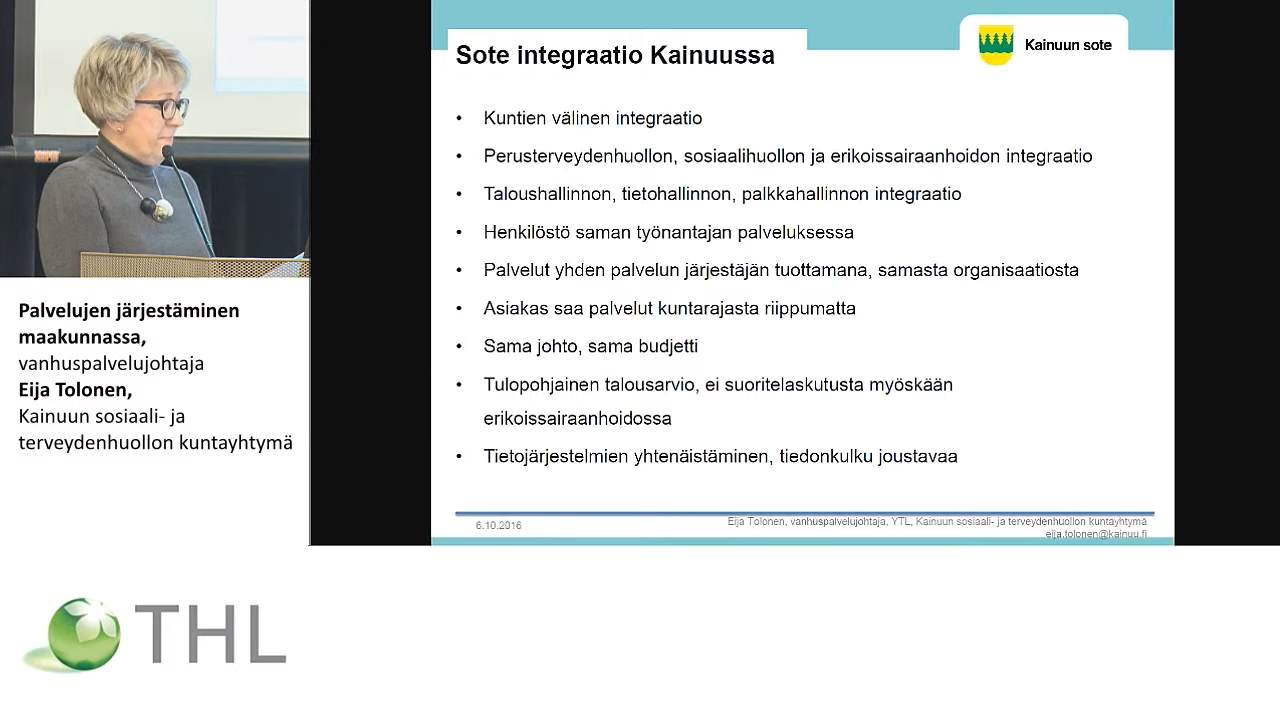 Sote integraatio Kainuussa
Kainuun sote
• Kuntien välinen integraatio
• Perusterveydenhuollon, sosiaalihuollon ja erikoissairaanhoidon integraatio
• Taloushallinnon, tietohallinnon, palkkahallinnon integraatio
• Henkilöstö saman työnantajan palveluksessa
• Palvelut yhden palvelun järjestäjän tuottamana, samasta organisaatiosta
• Asiakas saa palvelut kuntarajasta riippumatta
• Sama johto, sama budjetti
• Tulopohjainen talousarvio, ei suoritelaskutusta myöskään
erikoissairaanhoidossa
• Tietojärjestelmien yhtenäistäminen, tiedonkulku joustavaa
6.10.2016
Eija Tolonen, vanhuspalvelujohtaja, YTL, Kainuun sosiaali- ja terveydenhuollon kuntayhtymä
eija.tolonen@kainuu.fi
Palvelujen järjestäminen
maakunnassa,
vanhuspalvelujohtaja
Eija Tolonen,
Kainuun sosiaali- ja
terveydenhuollon kuntayhtymä
THL